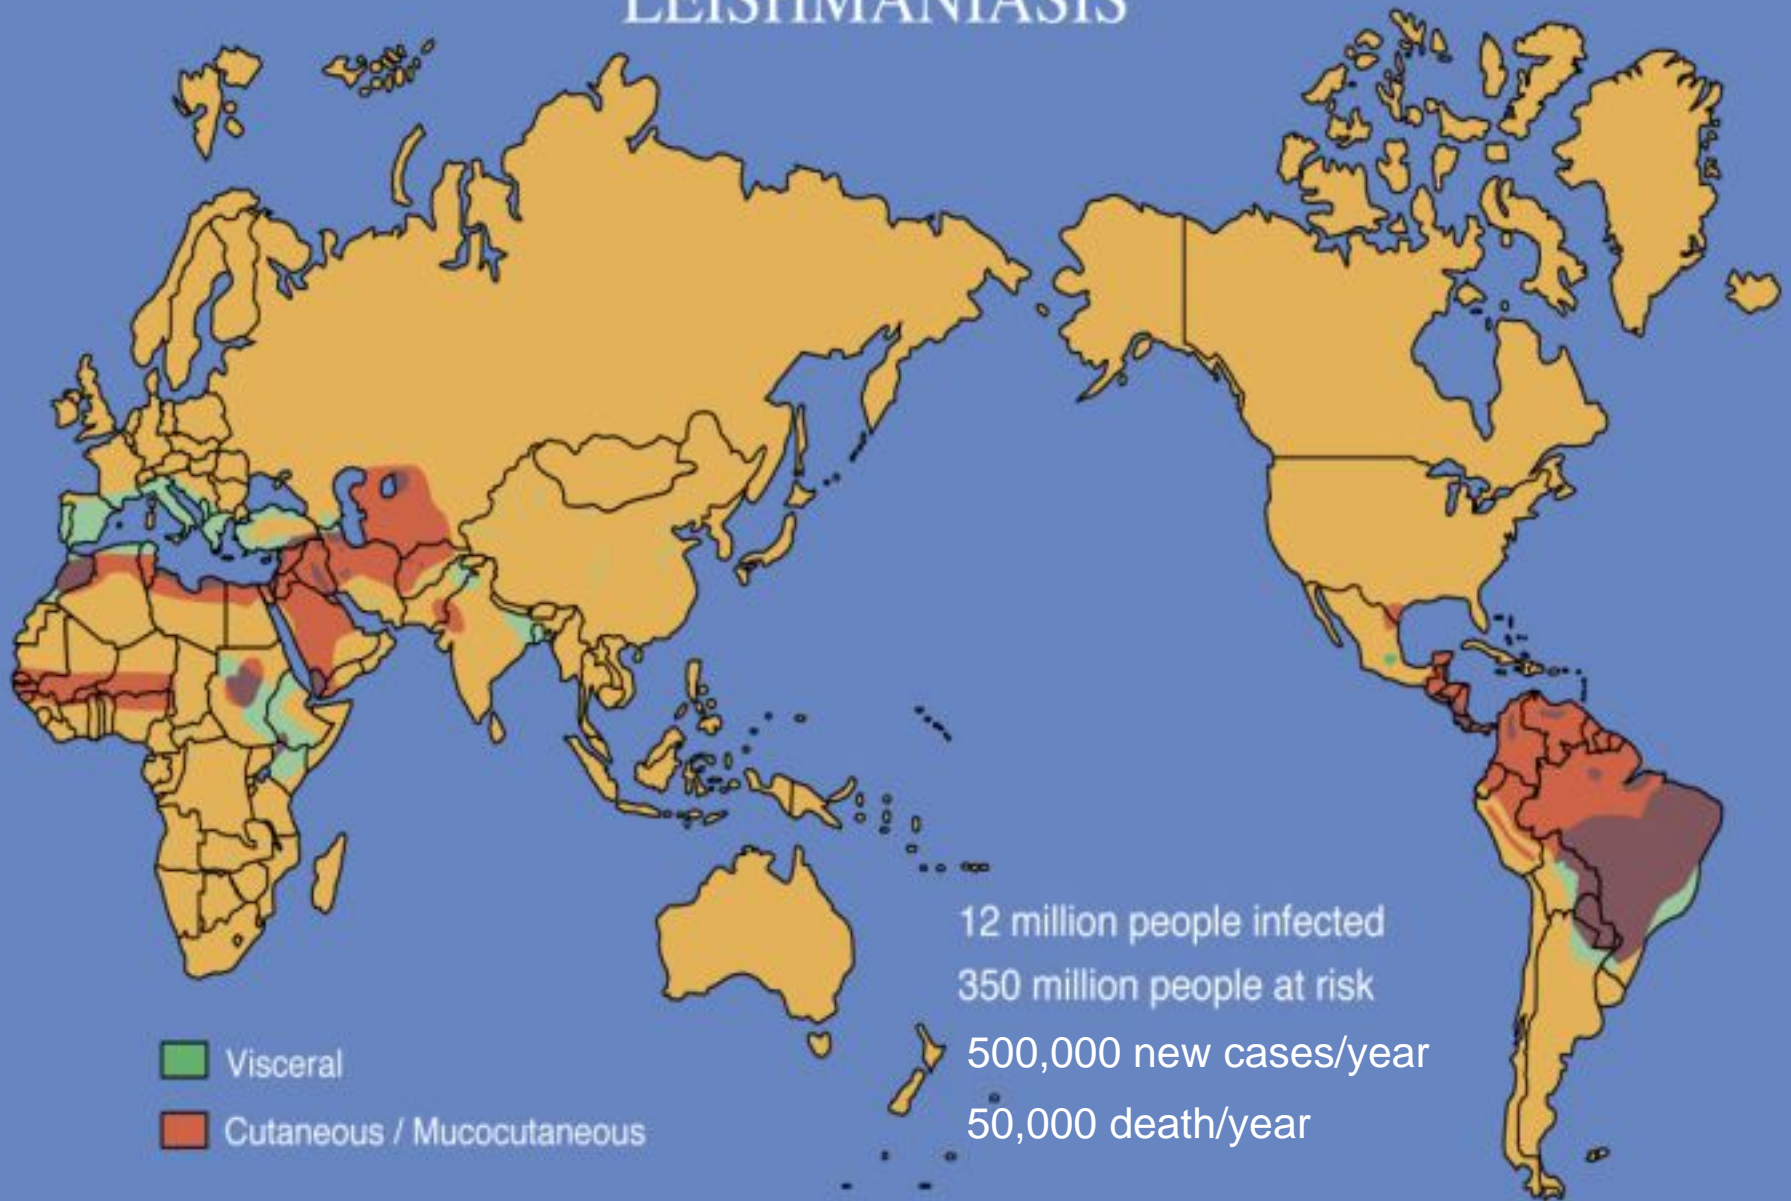 LEISHMANIASIS
12 million people infected
350 million people at risk
500,000 new cases/year
50,000 death/year
Visceral
Cutaneous / Mucocutaneous